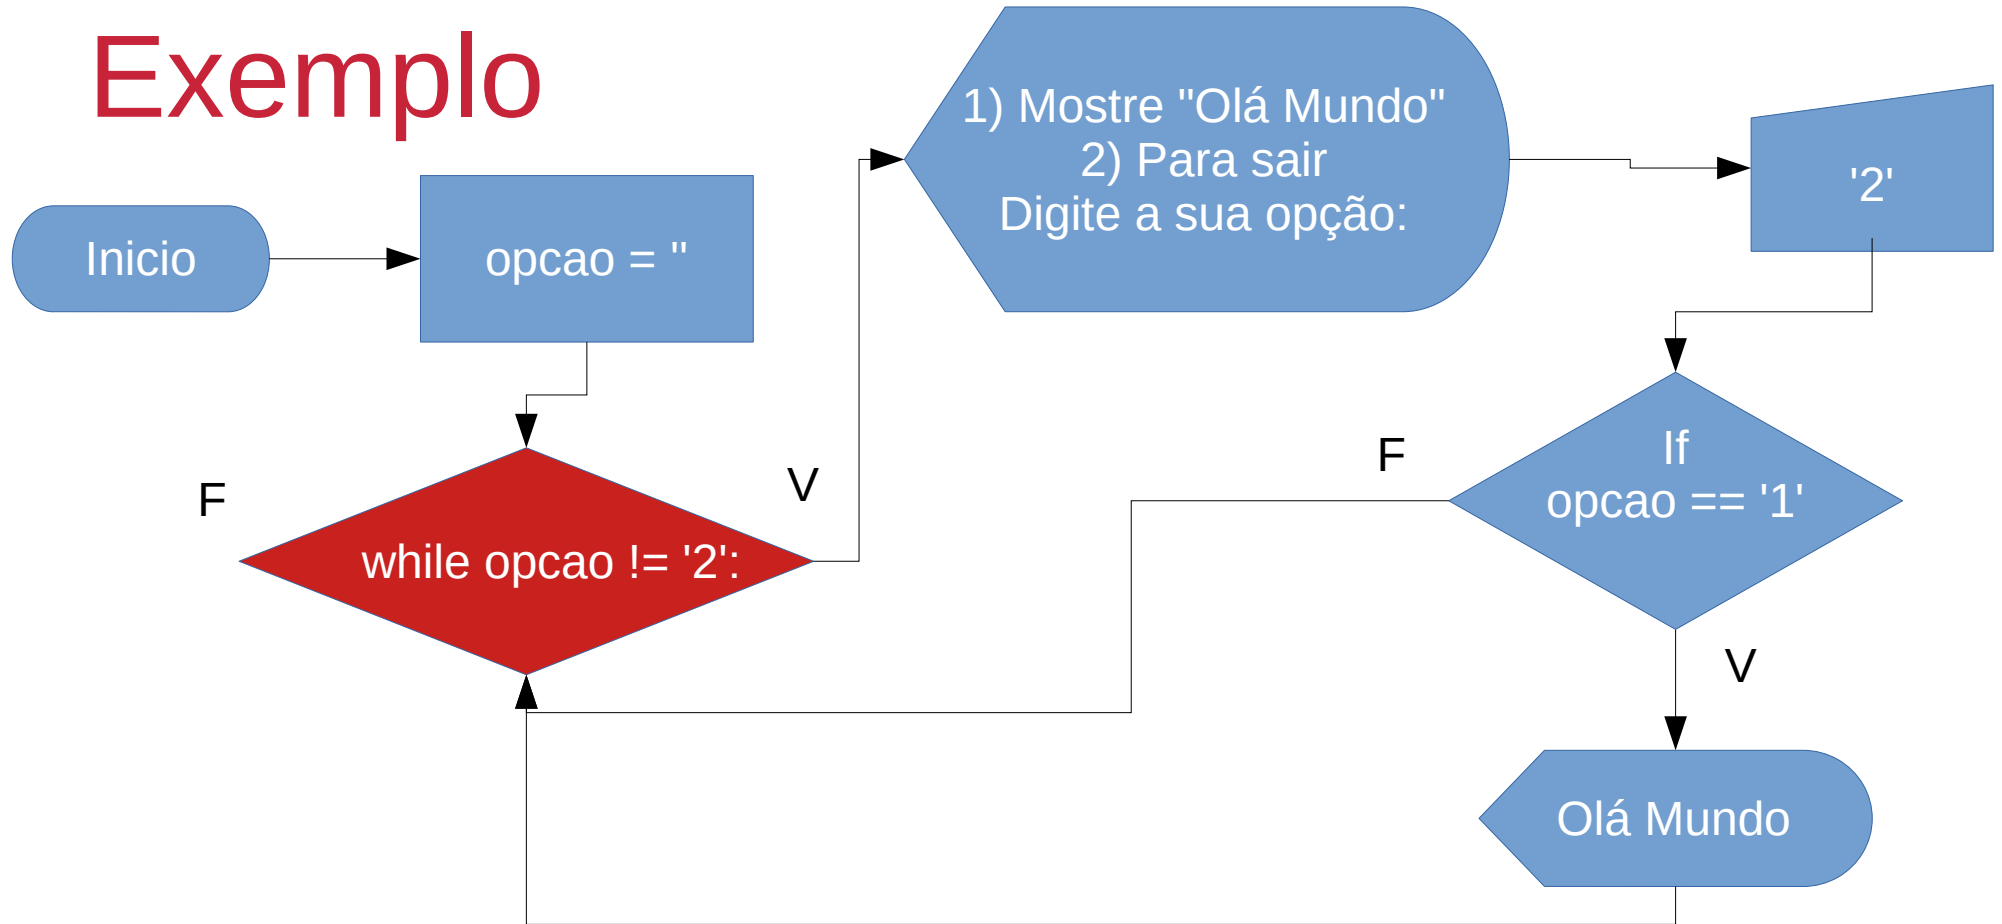 Exemplo
Inicio
opcao = ''
F
while opcao != '2':
V
1) Mostre "Olá Mundo"
2) Para sair
Digite a sua opção:
'2'
F
If
opcao == '1'
V
Olá Mundo